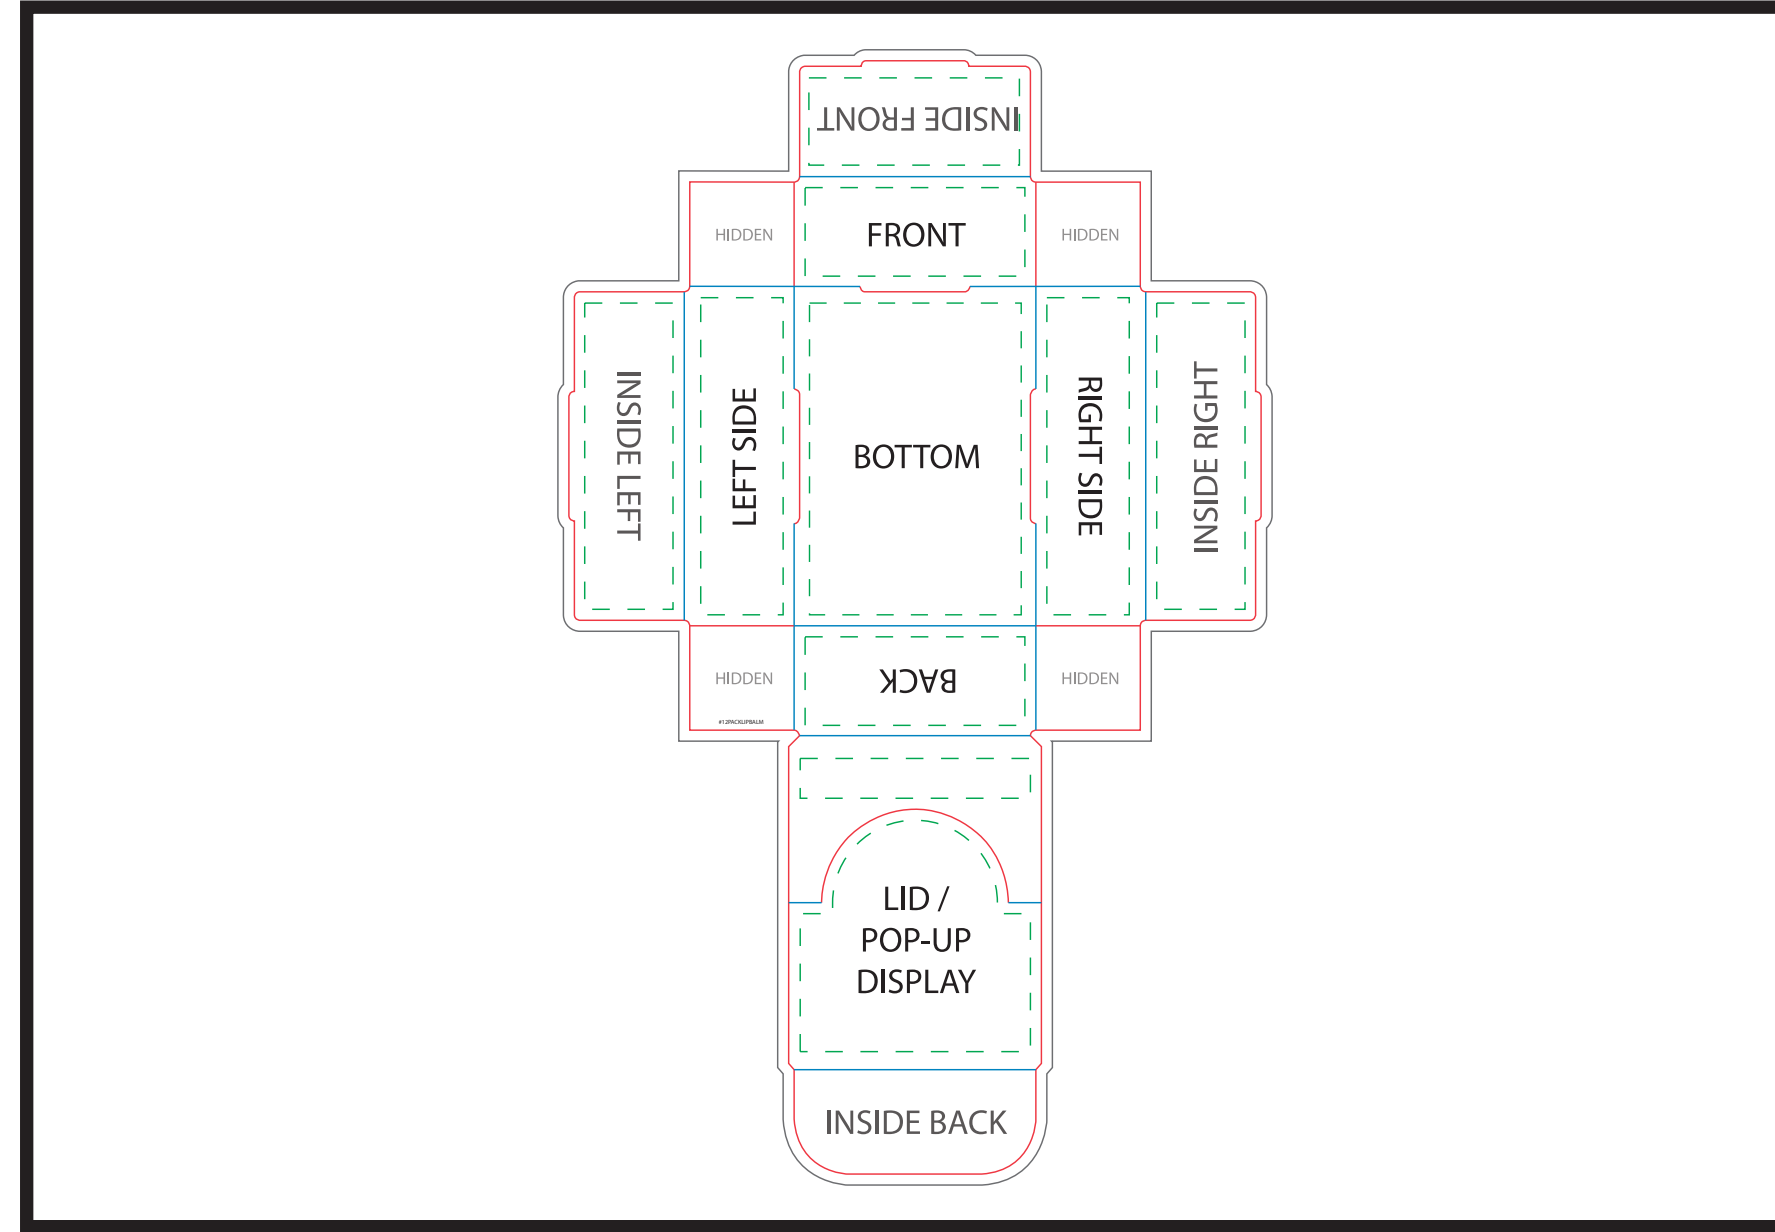 INSIDE FRONT
HIDDEN
FRONT
HIDDEN
INSIDE LEFT
LEFT SIDE
BOTTOM
RIGHT SIDE
INSIDE RIGHT
HIDDEN
BACK
HIDDEN
#12PACKLIPBALM
LID /
POP-UP
DISPLAY
INSIDE BACK